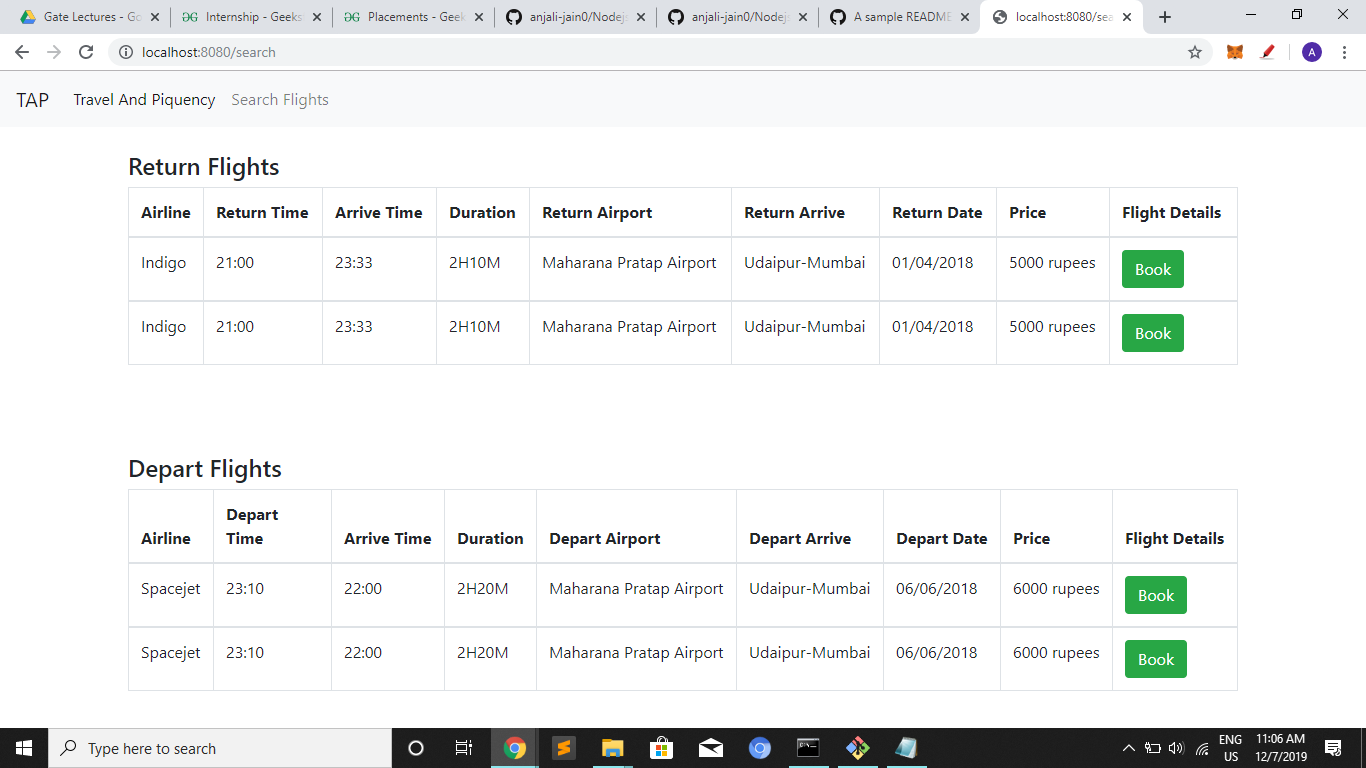 Gate Lectures - Go
Internship - Geeks
Placements - Geek
anjali-jain0/Nodejs
anjali-jain0/Nodejs
A sample README
localhost:8080/sea
localhost:8080/search
A
TAP Travel And Piquency Search Flights
Return Flights
Airline Return Time Arrive Time Duration Return Airport Return Arrive Return Date Price Flight Details
Indigo 21:00 23:33 2H10M Maharana Pratap Airport Udaipur-Mumbai 01/04/2018 5000 rupees Book
Indigo 21:00 23:33 2H10M Maharana Pratap Airport Udaipur-Mumbai 01/04/2018 5000 rupees Book
Depart Flights
Airline Depart Time Arrive Time Duration Depart Airport Depart Arrive Depart Date Price Flight Details
Spacejet 23:10 22:00 2H20M Maharana Pratap Airport Udaipur-Mumbai 06/06/2018 6000 rupees Book
Spacejet 23:10 22:00 2H20M Maharana Pratap Airport Udaipur-Mumbai 06/06/2018 6000 rupees Book
Type here to search
ENG
US
11:06 AM
12/7/2019